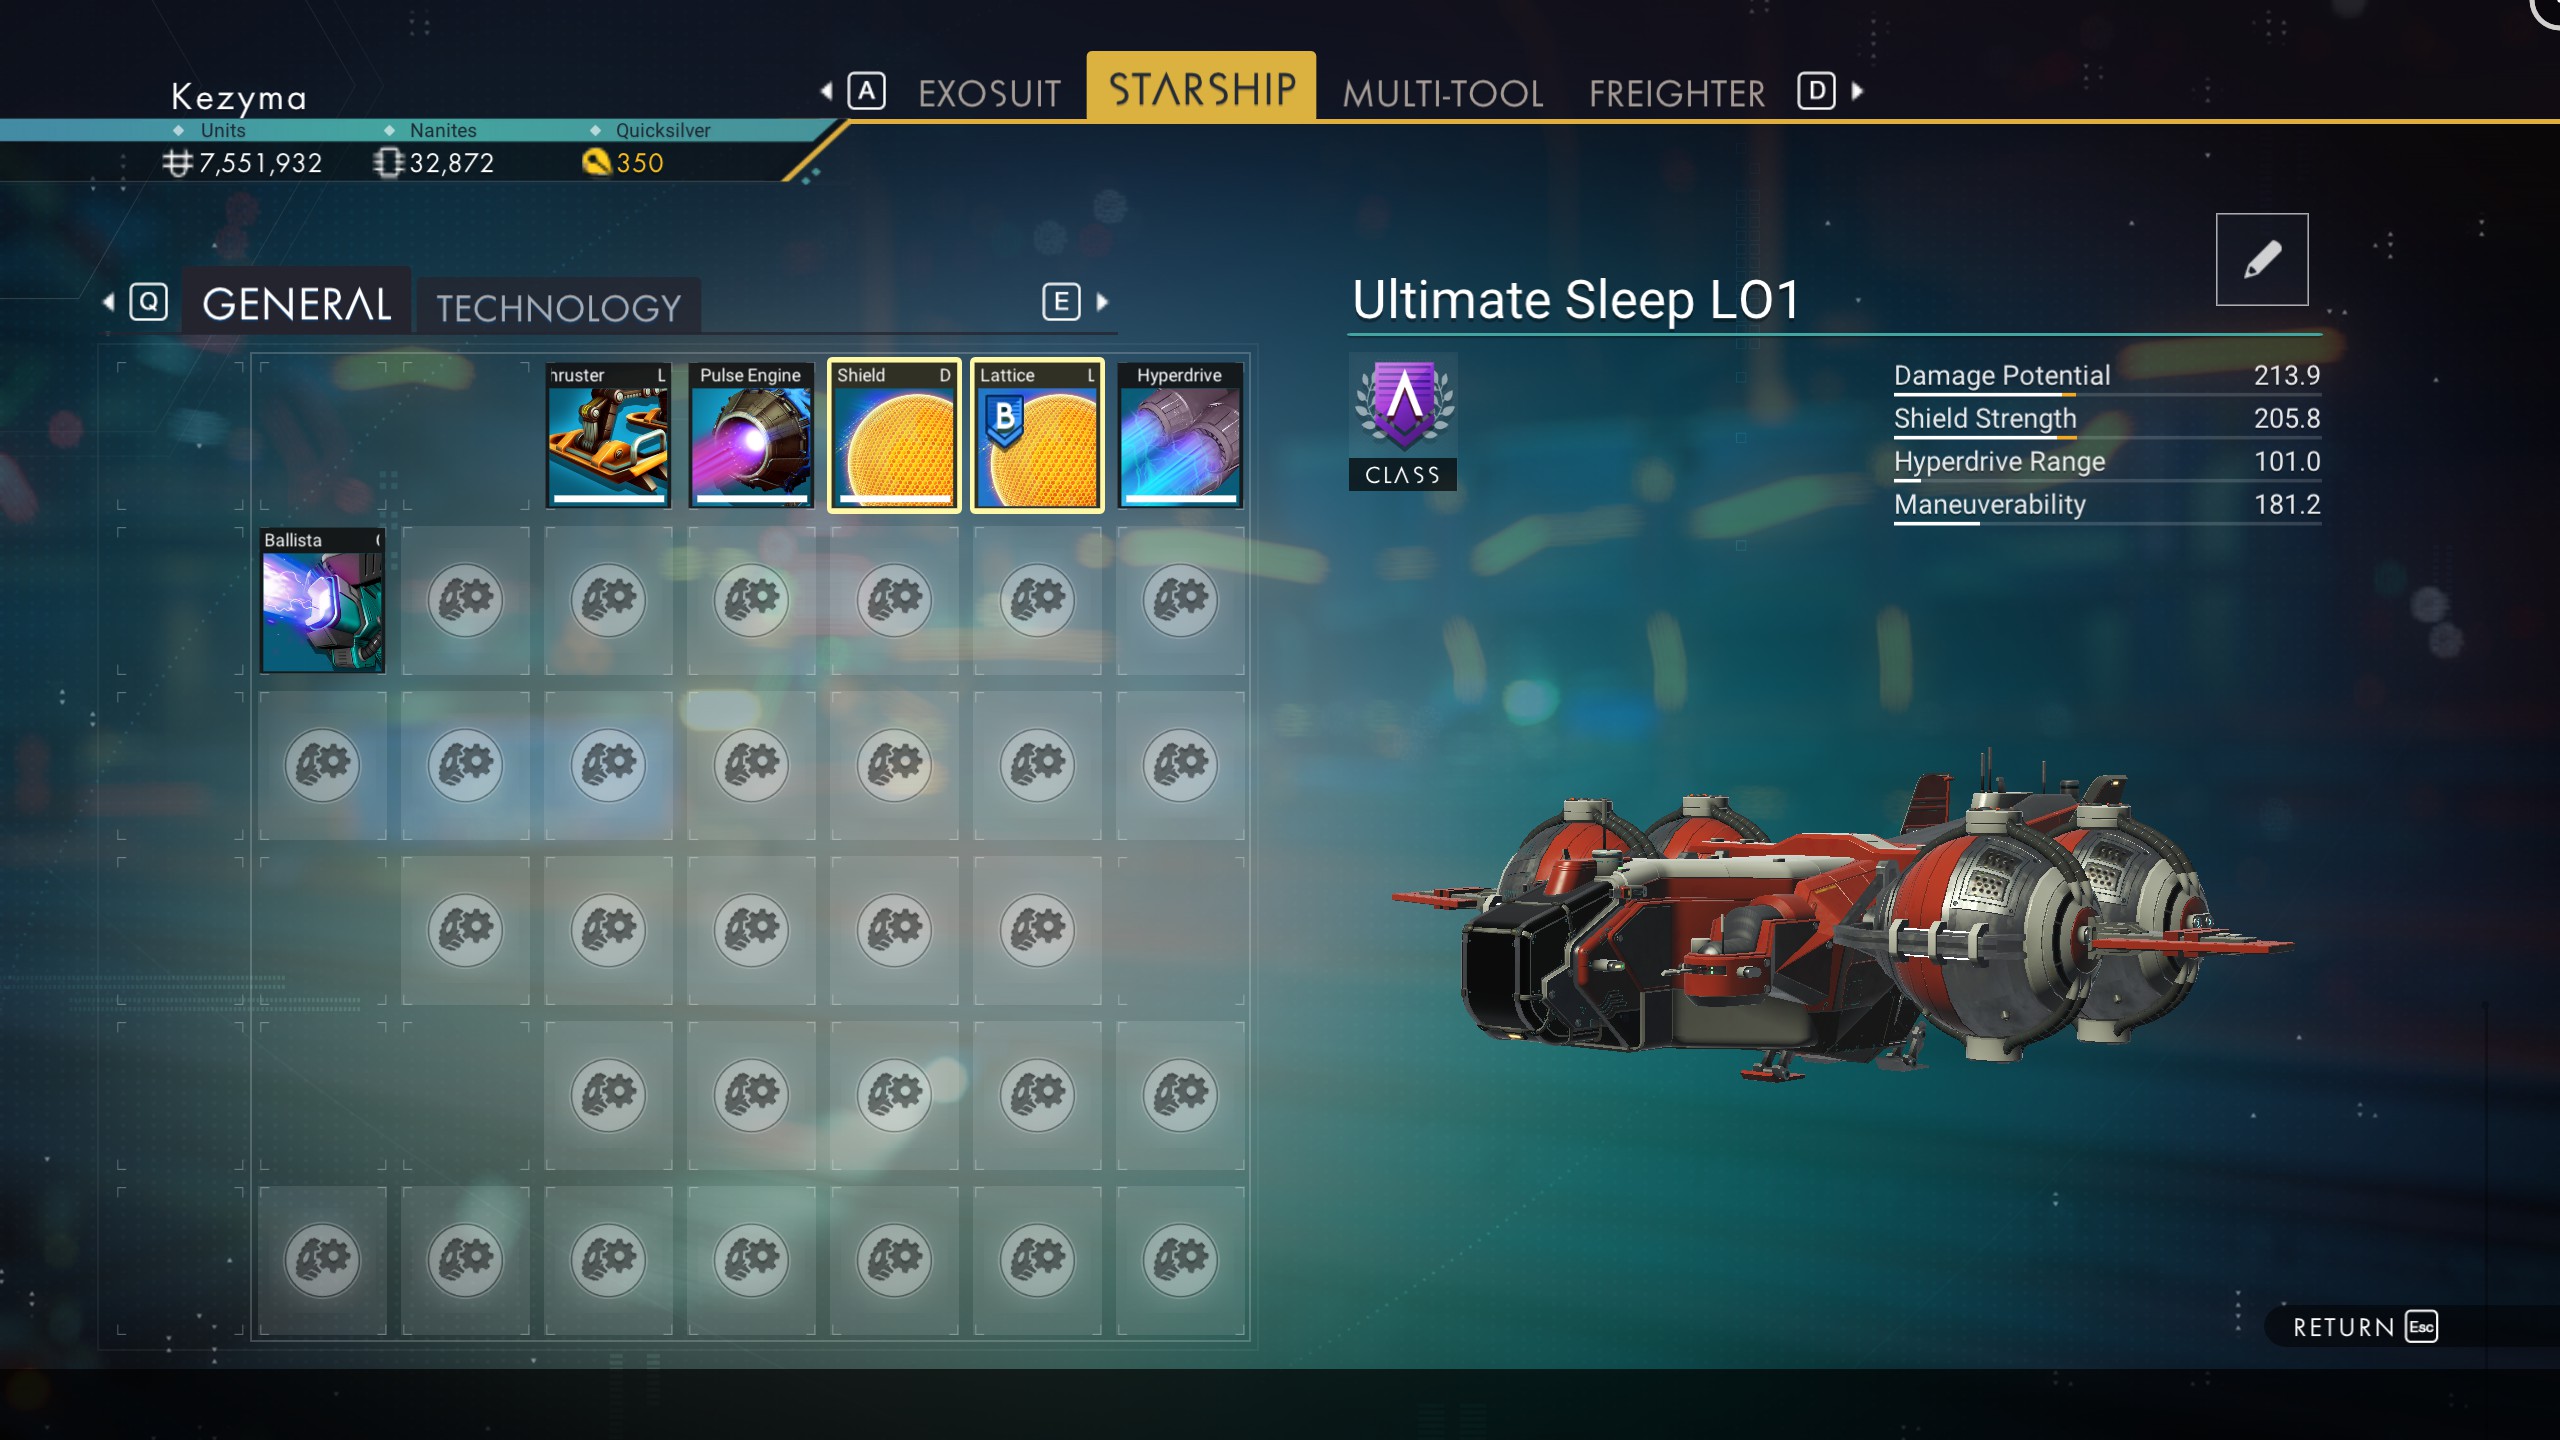 Kezyma
Units Nanites Quicksilver
7,551,932 32,872 350
A EXOSUIT STARSHIP MULTI-TOOL FREIGHTER D
Q GENERAL TECHNOLOGY E
Ultimate Sleep LO1
A
CLASS
Damage Potential 213.9
Shield Strength 205.8
Hyperdrive Range 101.0
Maneuverability 181.2
hruster L Pulse Engine Shield D Lattice L Hyperdrive
B
Ballista
RETURN Esc